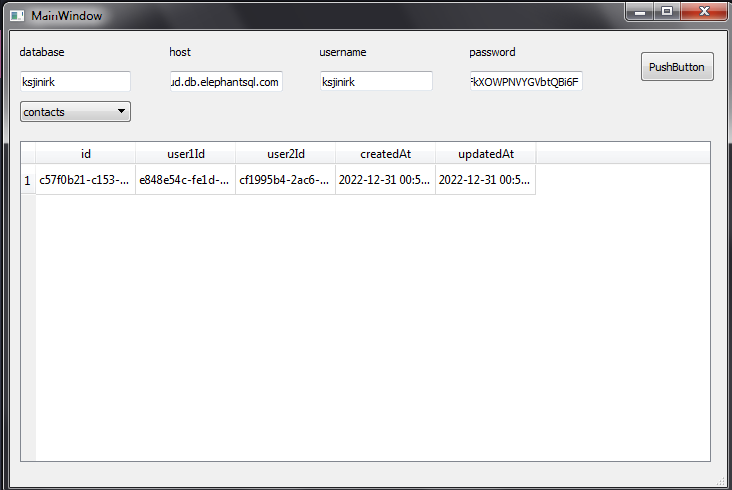 MainWindow
database host username password
ksjinirk ud.db.elephantsql.com ksjinirk PushButton
contacts
id user1Id user2Id createdAt updatedAt
1 c57f0b21-c153-... e848e54c-fe1d-... cf1995b4-2ac6-... 2022-12-31 00:5... 2022-12-31 00:5...